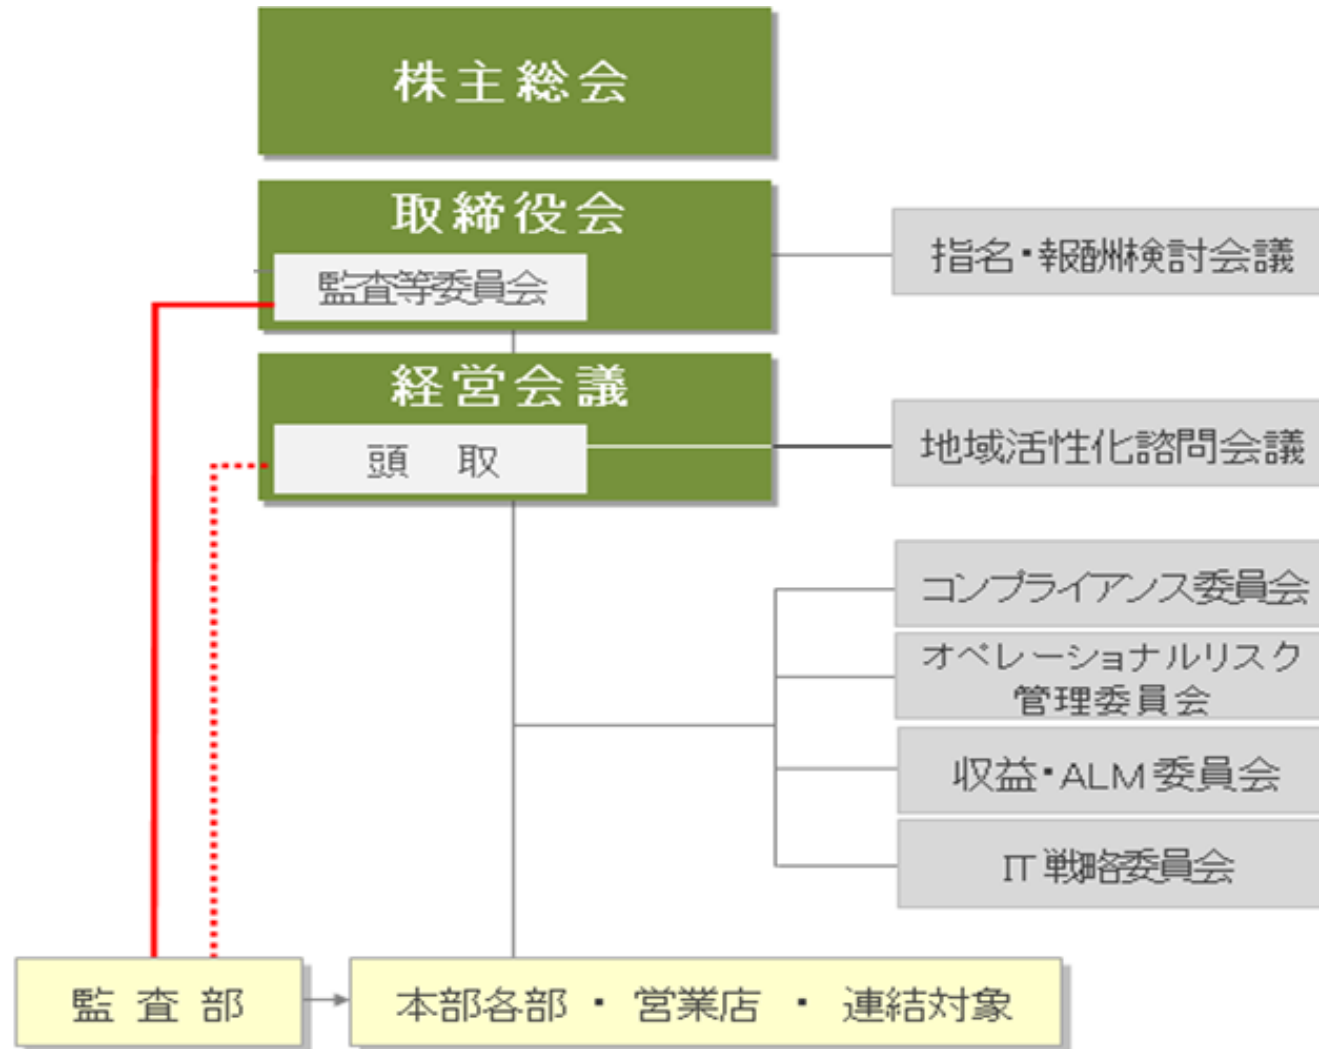 株主総会
取締役会
指名・報酬検討会議
監査等委員会
経営会議
頭 取
地域活性化諮問会議
コンプライアンス委員会
オペレーショナルリスク
管理委員会
収益・ALM委員会
IT戦略委員会
監 査 部
本部各部 ・ 営業店 ・ 連結対象